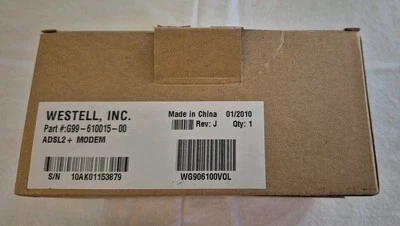 WESTELL, INC.
Part #:G99-610015-00
ADSL2+ MODEM
S/N 10AK01153879
Made in China 01/2010
Rev: J Qty: 1
WG906100VOL